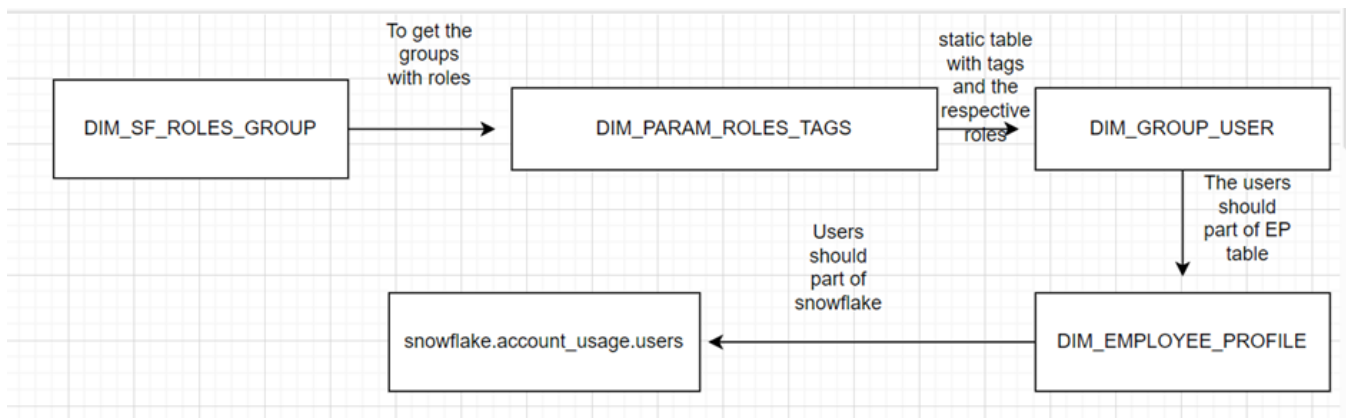 To get the
groups
with roles
static table
with tags
and the
respective
roles
DIM_SF_ROLES_GROUP
DIM_PARAM_ROLES_TAGS
DIM_GROUP_USER
The users
should
part of EP
table
Users
should
part of
snowflake
snowflake.account_usage.users
DIM_EMPLOYEE_PROFILE